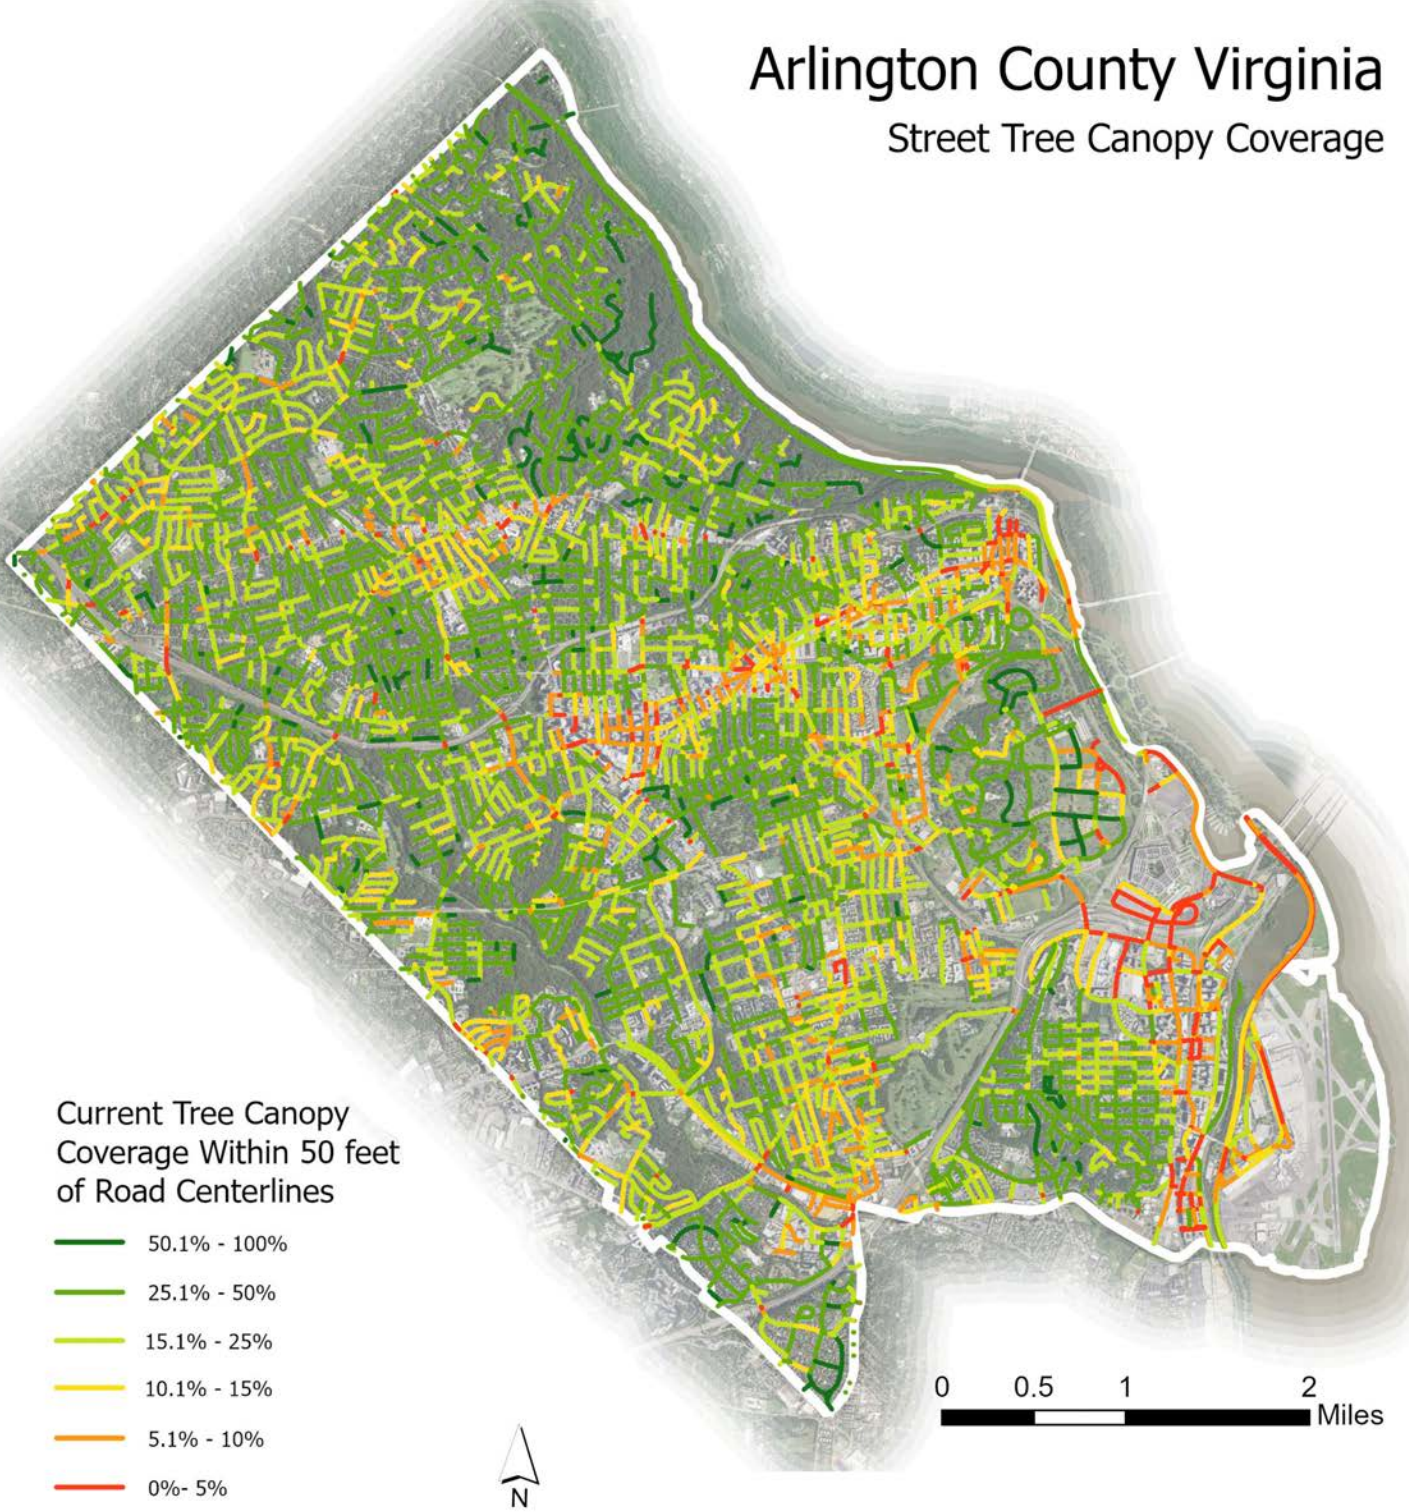 Arlington County Virginia
Street Tree Canopy Coverage
Current Tree Canopy
Coverage Within 50 feet
of Road Centerlines
50.1% - 100%
25.1% - 50%
15.1% - 25%
10.1% - 15%
5.1% - 10%
0%- 5%
N
0 0.5 1 2
Miles